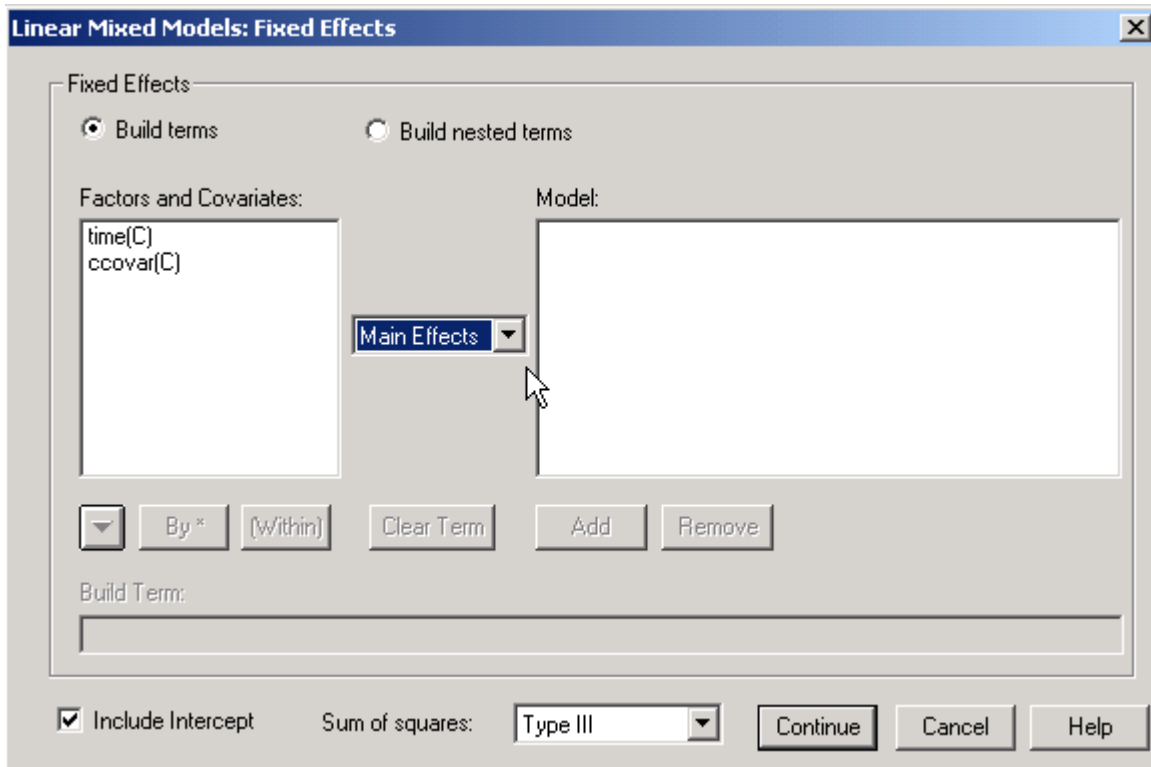 Linear Mixed Models: Fixed Effects
Fixed Effects
Build terms Build nested terms
Factors and Covariates: Model:
time(C)
ccovar(C)
Main Effects
By * (Within) Clear Term Add Remove
Build Term:
Include Intercept Sum of squares: Type III Continue Cancel Help